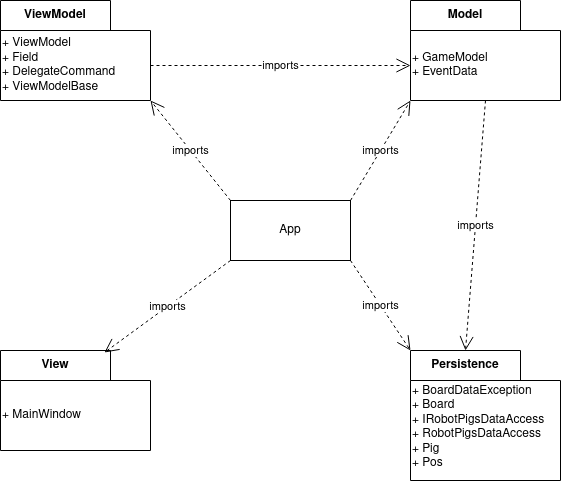 ViewModel
+ ViewModel
+ Field
+ DelegateCommand
+ ViewModelBase
imports
Model
+ GameModel
+ EventData
imports
imports
App
imports
imports
imports
View
+ MainWindow
Persistence
+ BoardDataException
+ Board
+ IRobotPigsDataAccess
+ RobotPigsDataAccess
+ Pig
+ Pos